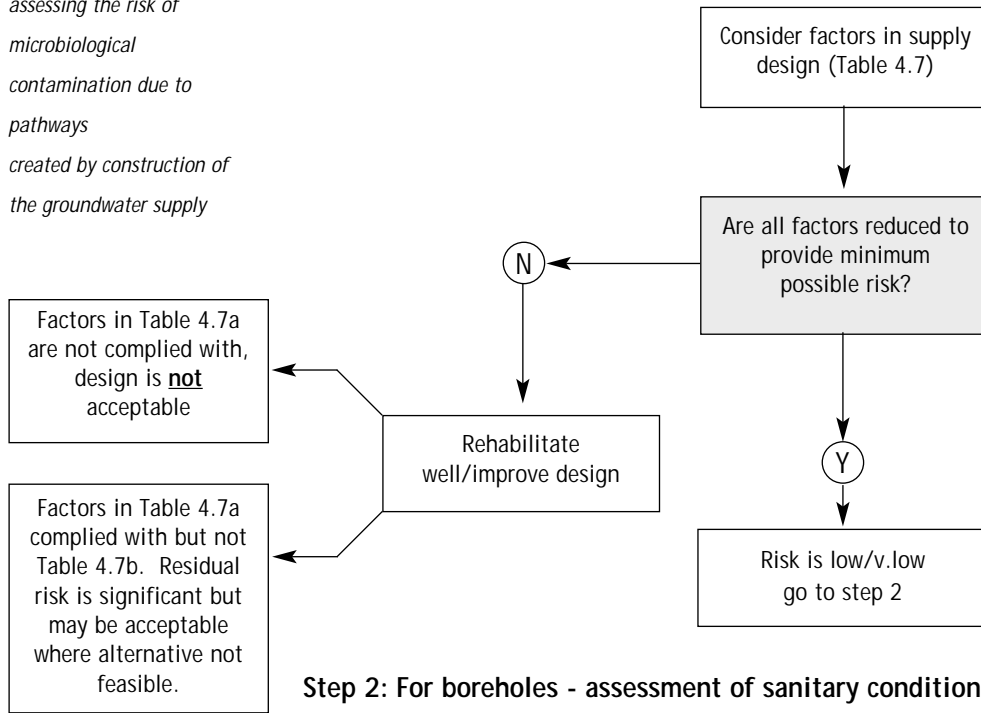 assessing the risk of
microbiological
contamination due to
pathways
created by construction of
the groundwater supply
Consider factors in supply
design (Table 4.7)
Are all factors reduced to
provide minimum
possible risk?
N
Y
Factors in Table 4.7a
are not complied with,
design is not
acceptable
Rehabilitate
well/improve design
Factors in Table 4.7a
complied with but not
Table 4.7b. Residual
risk is significant but
may be acceptable
where alternative not
feasible.
Risk is low/v.low
go to step 2
Step 2: For boreholes - assessment of sanitary condition